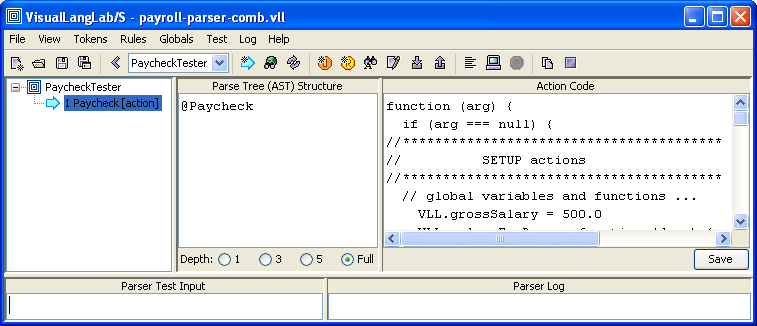 VisualLangLab/S - payroll-parser-comb.vll
File View Tokens Rules Globals Test Log Help
PaycheckTester
PaycheckTester
1 Paycheck [action]
Parse Tree (AST) Structure
@Paycheck
Depth: 1 3 5 Full
Action Code
function (arg) {
if (arg === null) {
//****************************************
// SETUP actions
//****************************************
// global variables and functions ...
VLL.grossSalary = 500.0
Save
Parser Test Input
Parser Log